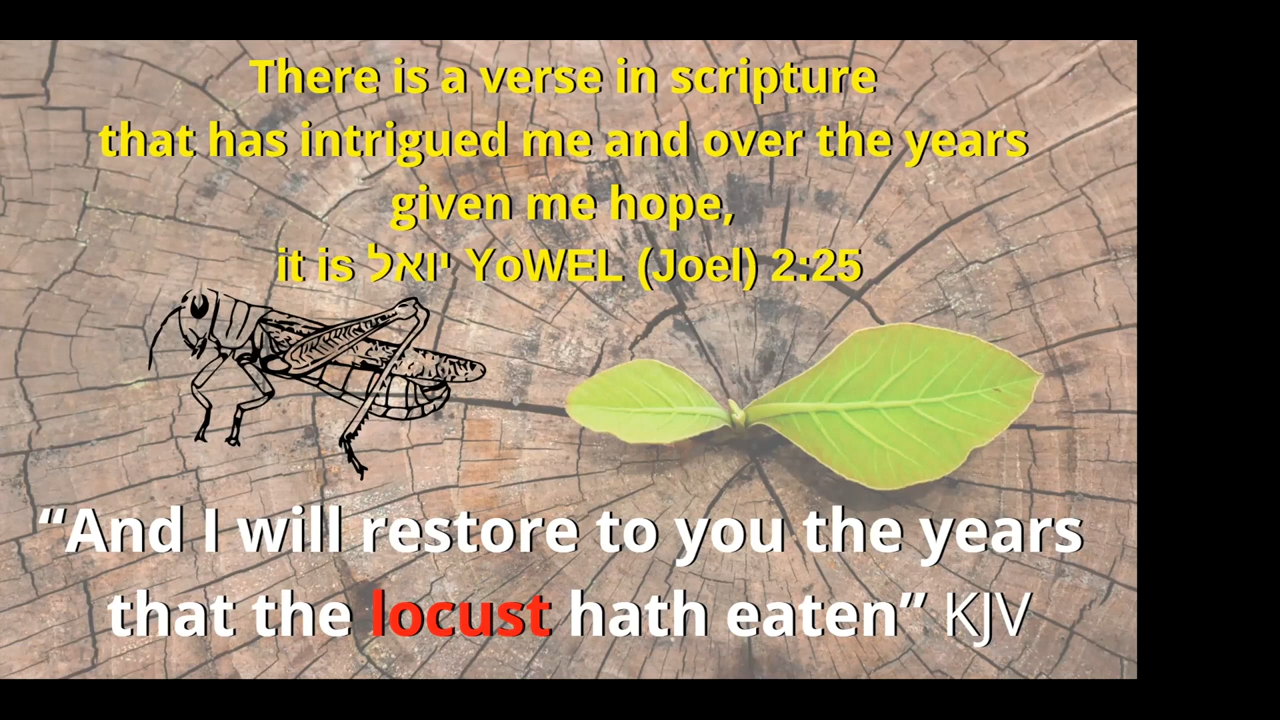 There is a verse in scripture
that has intrigued me and over the years
given me hope,
it is יואל YoWEL (Joel) 2:25
“And I will restore to you the years
that the locust hath eaten” KJV